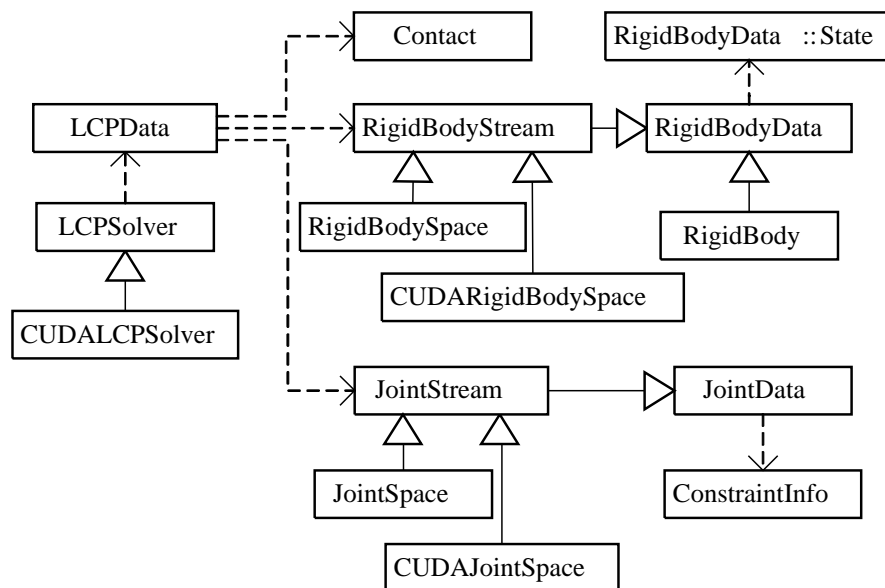 Contact
RigidBodyData ::State
LCPData
RigidBodyStream
RigidBodyData
LCPSolver
RigidBodySpace
RigidBody
CUDALCPSolver
CUDARigidBodySpace
JointStream
JointData
JointSpace
ConstraintInfo
CUDAJointSpace